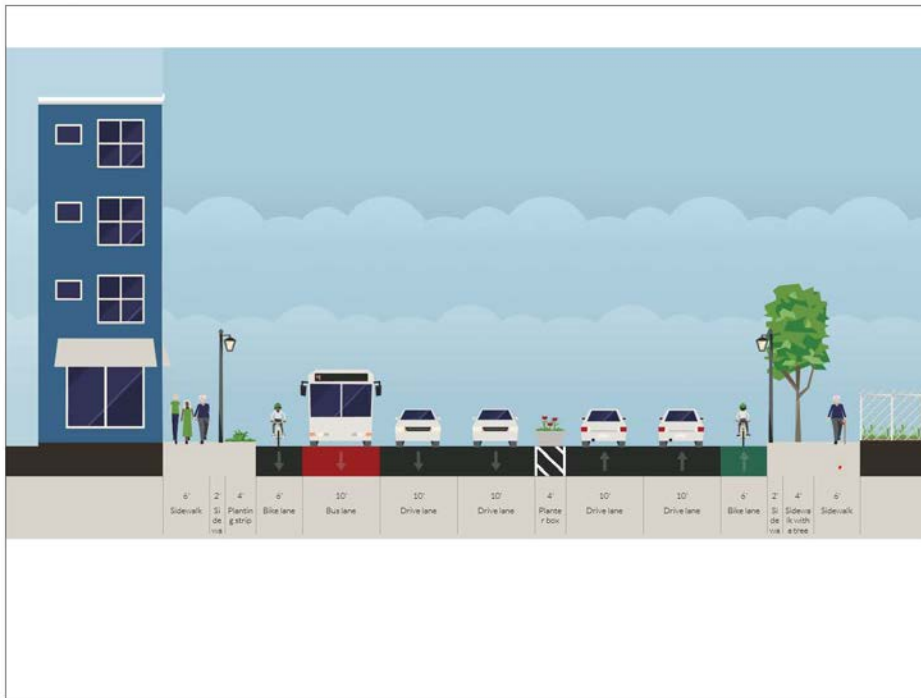 6' 2' 4' 6' 10' 10' 10' 4' 10' 10' 6' 2' 4' 6'
Sidewalk Si Plantin Bike lane Bus lane Drive lane Drive lane Plante Drive lane Drive lane Bike lane Si Sidewa Sidewalk
de g strip r box de lk with
wa wa a tree